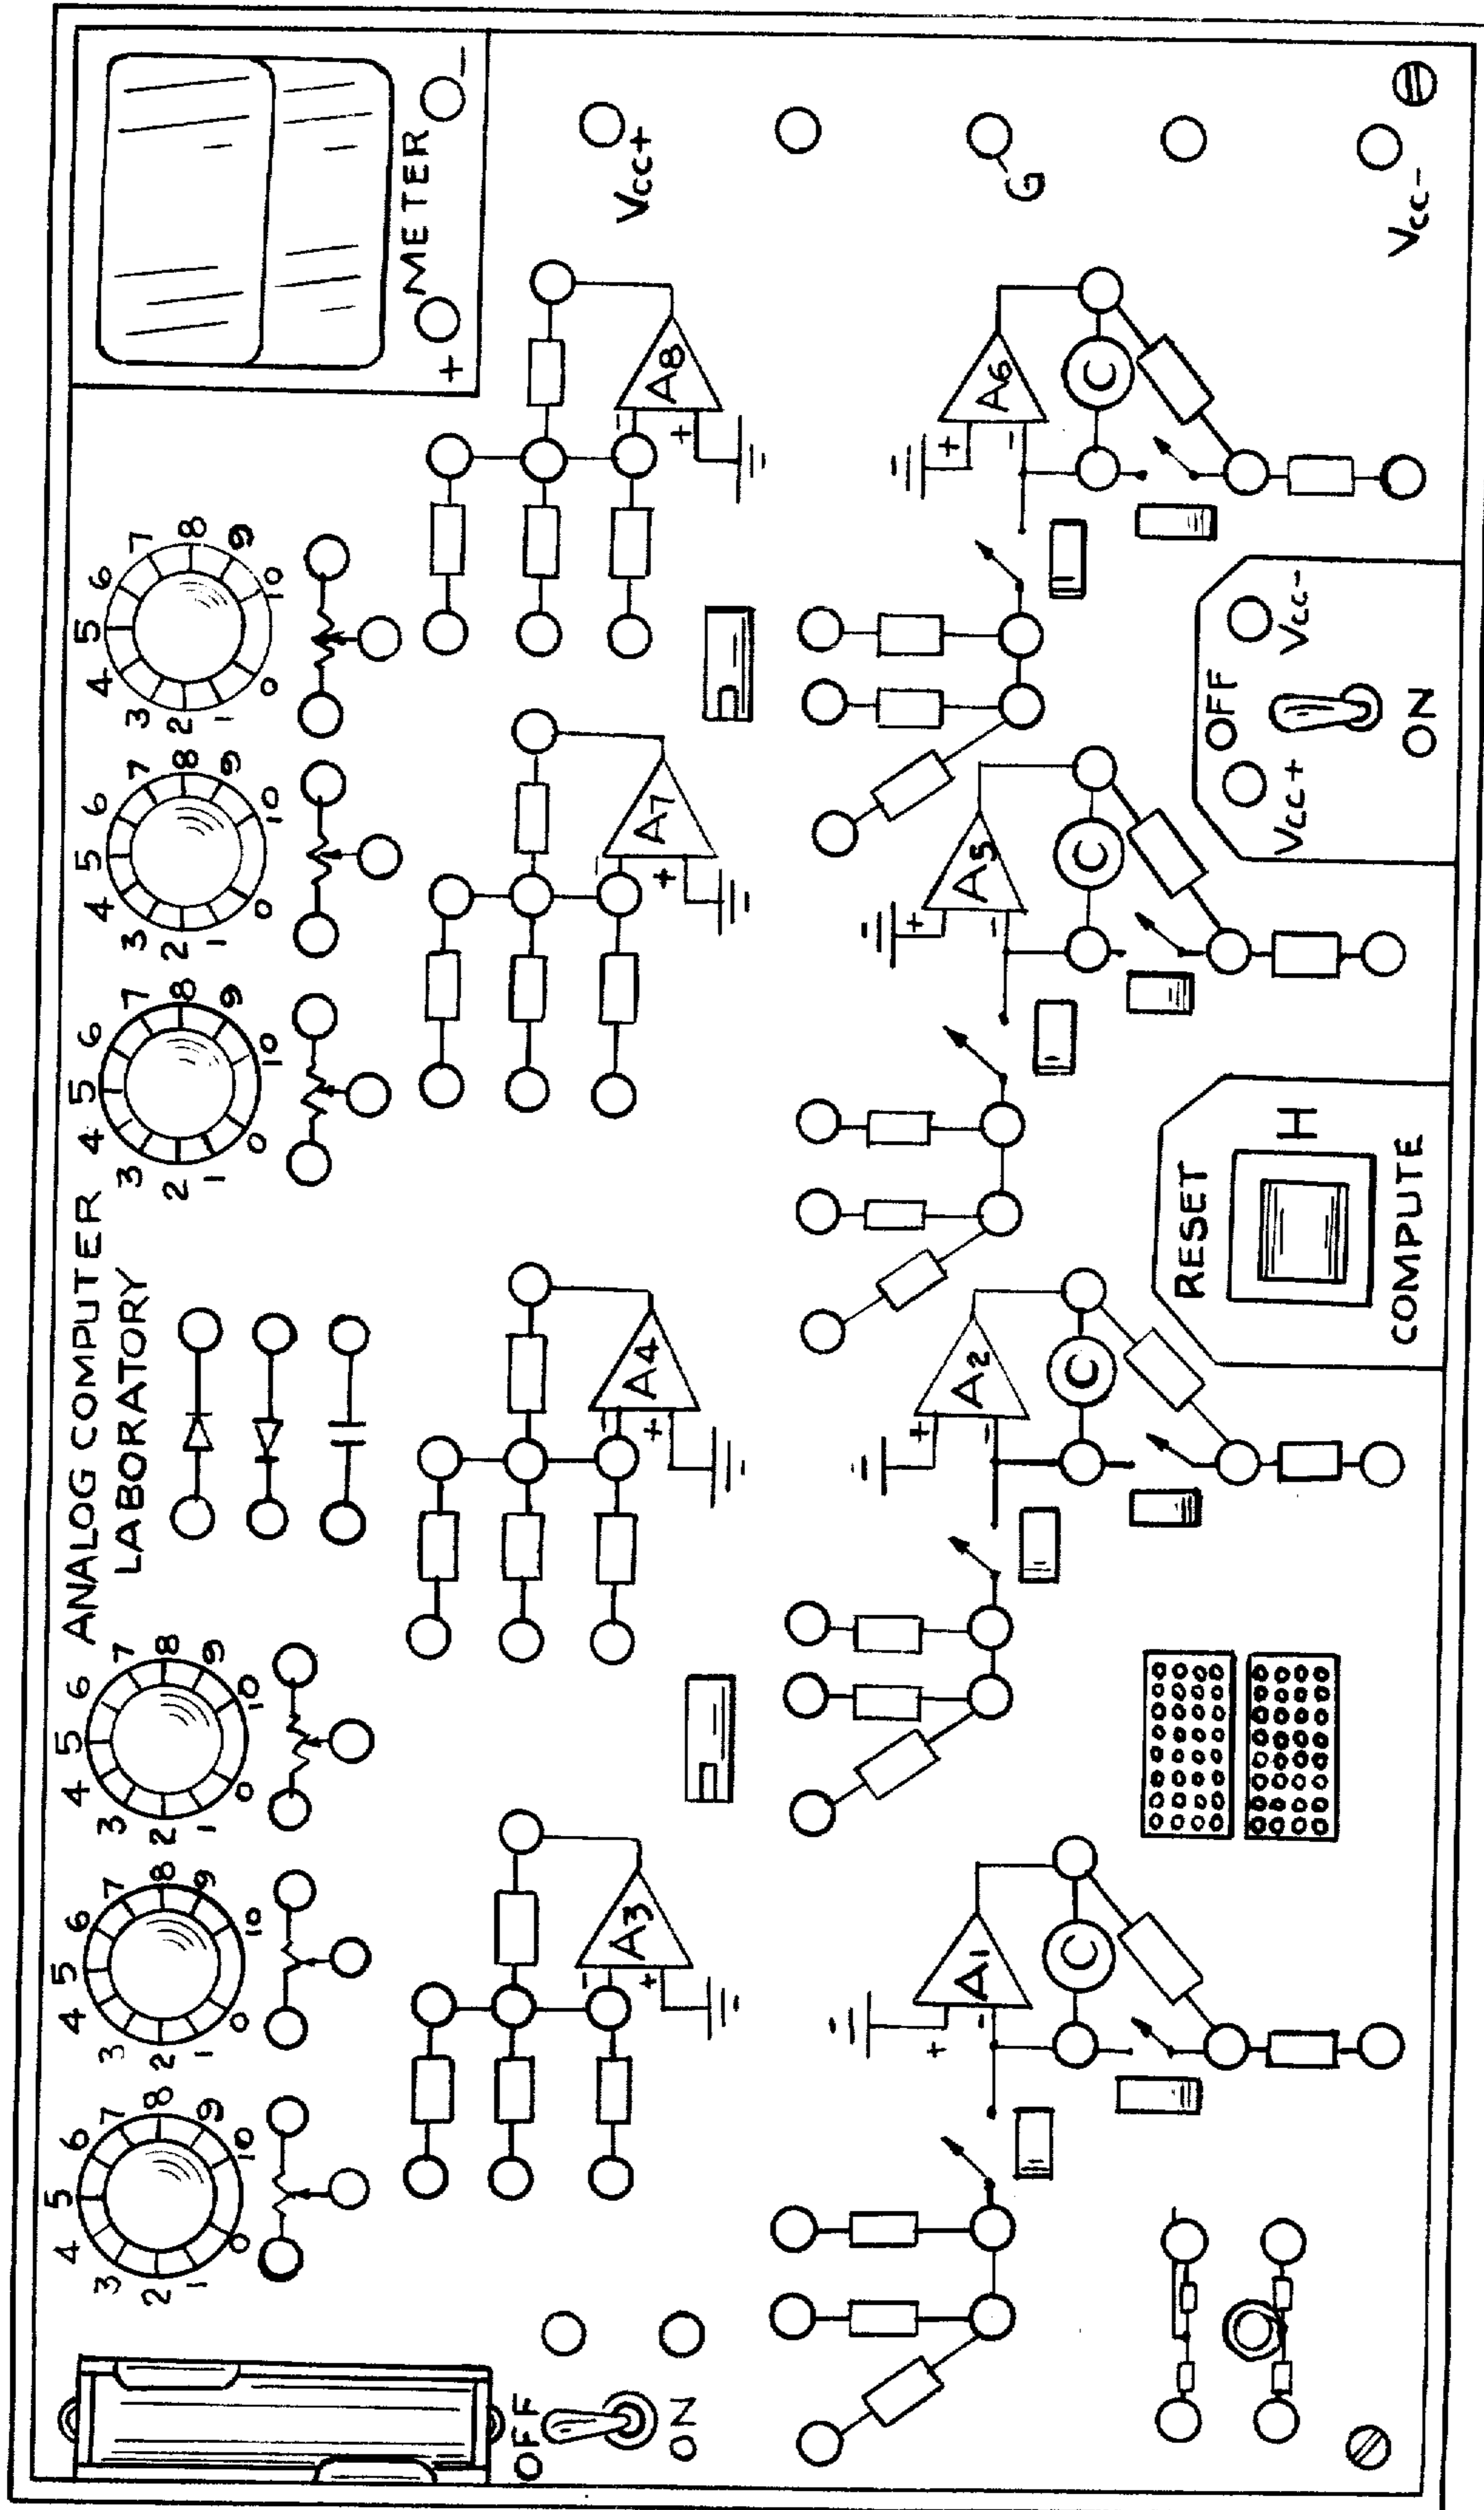 ANALOG COMPUTER
LABORATORY
0 1 2 3 4 5 6 7 8 9 10
0 1 2 3 4 5 6 7 8 9 10
0 1 2 3 4 5 6 7 8 9 10
0 1 2 3 4 5 6 7 8 9 10
0 1 2 3 4 5 6 7 8 9 10
0 1 2 3 4 5 6 7 8 9 10
+ METER -
OFF
ON
- + A3
- + A4
- + A7
- + A8
Vcc+
G
Vcc-
+ - A1
C
+ - A2
C
+ - A5
C
+ - A6
C
RESET
H
COMPUTE
OFF
Vcc+ Vcc-
ON